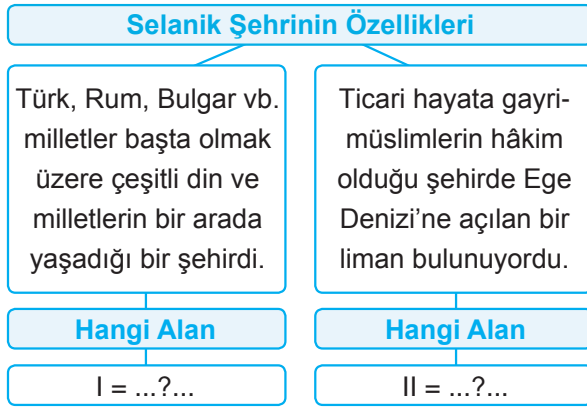 Selanik Şehrinin Özellikleri
Türk, Rum, Bulgar vb.
milletler başta olmak
üzere çeşitli din ve
milletlerin bir arada
yaşadığı bir şehirdi.
Ticari hayata gayri-
müslimlerin hâkim
olduğu şehirde Ege
Denizi’ne açılan bir
liman bulunuyordu.
Hangi Alan
Hangi Alan
I = ...?...
II = ...?...